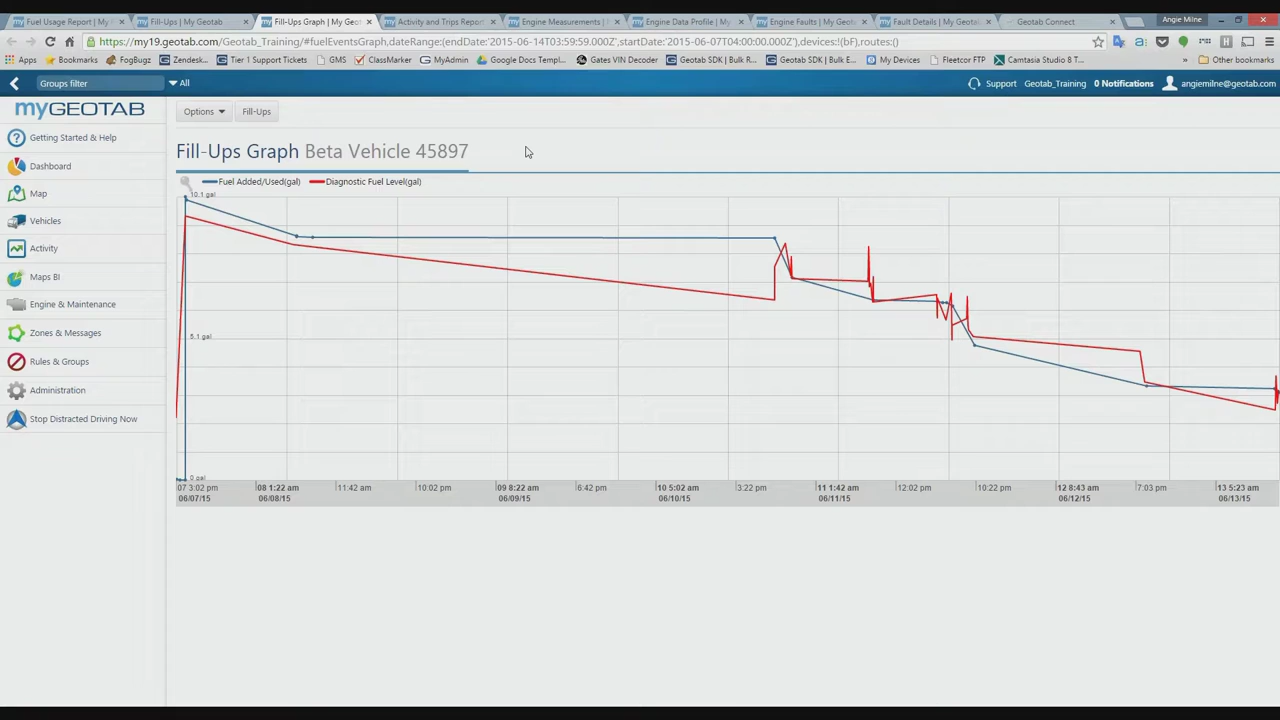 my Fuel Usage Report | My
my Fill-Ups | My Geotab
my Fill-Ups Graph | My Geo
my Activity and Trips Report
my Engine Measurements |
my Engine Data Profile | My
my Engine Faults | My Geota
my Fault Details | My Geota
Geotab Connect
Angie Milne
https://my19.geotab.com/Geotab_Training/#fuelEventsGraph,dateRange:(endDate:'2015-06-14T03:59:59.000Z',startDate:'2015-06-07T04:00:00.000Z'),devices:!(bF),routes:()
Apps Bookmarks FogBugz Zendesk... Tier 1 Support Tickets GMS ClassMarker MyAdmin Google Docs Templ... Gates VIN Decoder Geotab SDK | Bulk R... Geotab SDK | Bulk E... My Devices Fleetcor FTP Camtasia Studio 8 T... Other bookmarks
Groups filter All Support Geotab_Training 0 Notifications angiemilne@geotab.com
myGEOTAB
Options Fill-Ups
Getting Started & Help
Dashboard
Map
Vehicles
Activity
Maps BI
Engine & Maintenance
Zones & Messages
Rules & Groups
Administration
Stop Distracted Driving Now
Fill-Ups Graph Beta Vehicle 45897
Fuel Added/Used(gal) Diagnostic Fuel Level(gal)
10.1 gal
5.1 gal
0 gal
07 3:02 pm 08 1:22 am 11:42 am 10:02 pm 09 8:22 am 6:42 pm 10 5:02 am 3:22 pm 11 1:42 am 12:02 pm 10:22 pm 12 8:43 am 7:03 pm 13 5:23 am
06/07/15 06/08/15 06/09/15 06/10/15 06/11/15 06/12/15 06/13/15